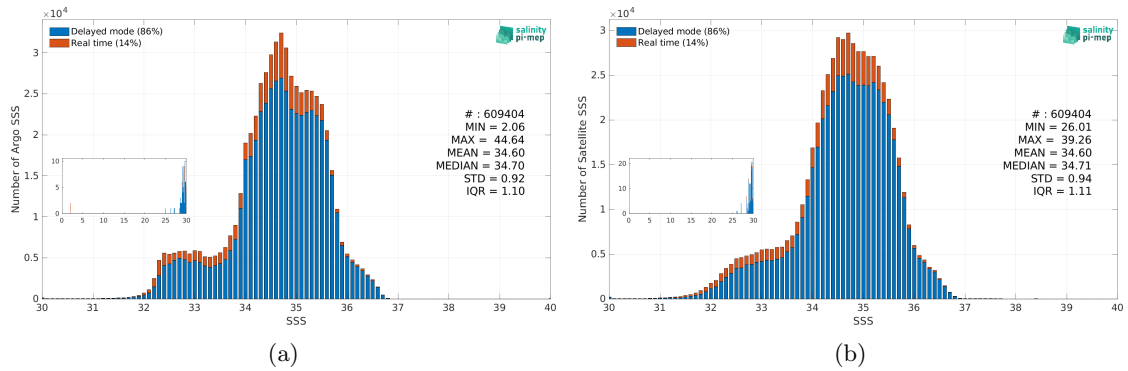 ×10⁴
Delayed mode (86%)
Real time (14%)
salinity
pi-mep
Number of Argo SSS
3
2.5
2
1.5
1
0.5
0
# : 609404
MIN = 2.06
MAX = 44.64
MEAN = 34.60
MEDIAN = 34.70
STD = 0.92
IQR = 1.10
10
5
0
0 5 10 15 20 25 30
30 31 32 33 34 35 36 37 38 39 40
SSS
(a)
×10⁴
Delayed mode (86%)
Real time (14%)
salinity
pi-mep
Number of Satellite SSS
3
2.5
2
1.5
1
0.5
0
# : 609404
MIN = 26.01
MAX = 39.26
MEAN = 34.60
MEDIAN = 34.71
STD = 0.94
IQR = 1.11
20
10
0
0 5 10 15 20 25 30
30 31 32 33 34 35 36 37 38 39 40
SSS
(b)